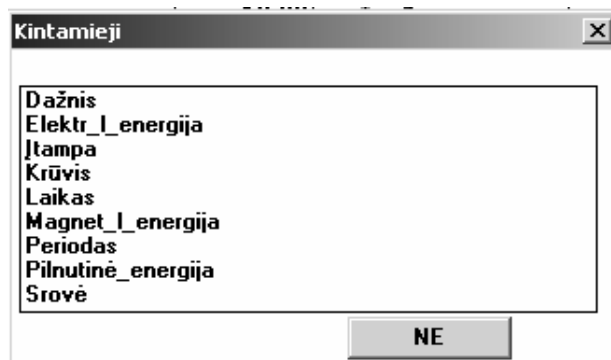 Kintamieji
Dažnis
Elektr_l_energija
Įtampa
Krūvis
Laikas
Magnet_l_energija
Periodas
Pilnutinė_energija
Srovė
NE